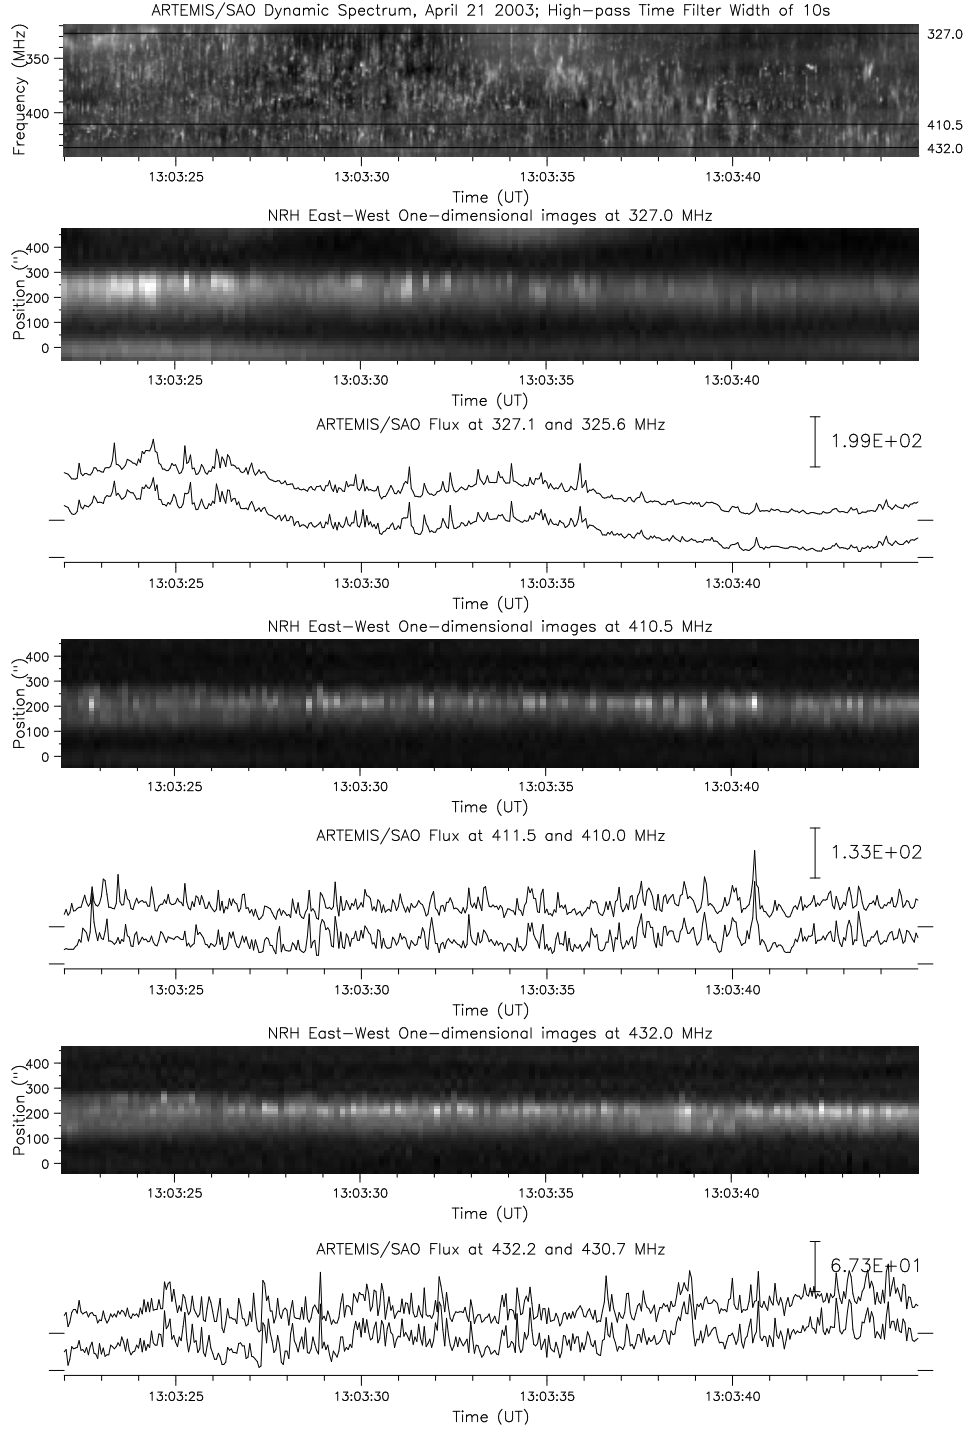 ARTEMIS/SAO Dynamic Spectrum, April 21 2003; High-pass Time Filter Width of 10s
Frequency (MHz)
350
400
327.0
410.5
432.0
13:03:25 13:03:30 13:03:35 13:03:40
Time (UT)
NRH East-West One-dimensional images at 327.0 MHz
Position ('')
400
300
200
100
0
13:03:25 13:03:30 13:03:35 13:03:40
Time (UT)
ARTEMIS/SAO Flux at 327.1 and 325.6 MHz
1.99E+02
13:03:25 13:03:30 13:03:35 13:03:40
Time (UT)
NRH East-West One-dimensional images at 410.5 MHz
Position ('')
400
300
200
100
0
13:03:25 13:03:30 13:03:35 13:03:40
Time (UT)
ARTEMIS/SAO Flux at 411.5 and 410.0 MHz
1.33E+02
13:03:25 13:03:30 13:03:35 13:03:40
Time (UT)
NRH East-West One-dimensional images at 432.0 MHz
Position ('')
400
300
200
100
0
13:03:25 13:03:30 13:03:35 13:03:40
Time (UT)
ARTEMIS/SAO Flux at 432.2 and 430.7 MHz
6.73E+01
13:03:25 13:03:30 13:03:35 13:03:40
Time (UT)